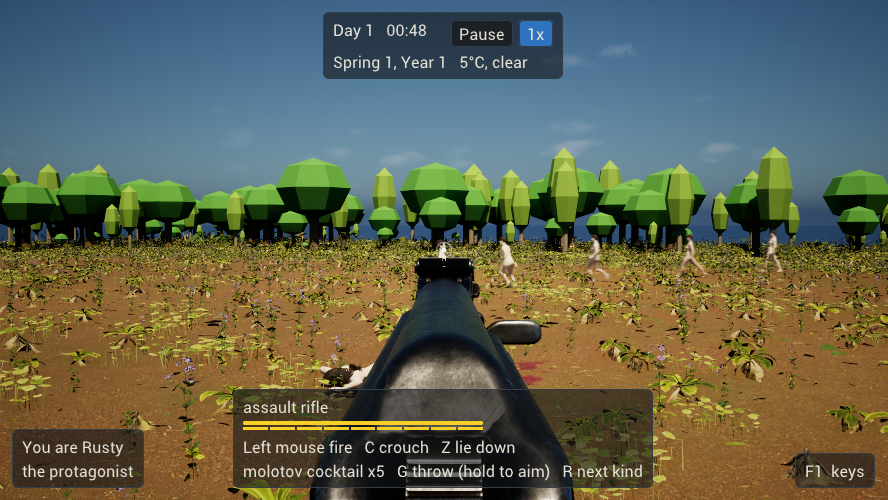 Day 1 00:48 Pause 1x
Spring 1, Year 1 5°C, clear
assault rifle
Left mouse fire C crouch Z lie down
molotov cocktail x5 G throw (hold to aim) R next kind
You are Rusty
the protagonist
F1 keys